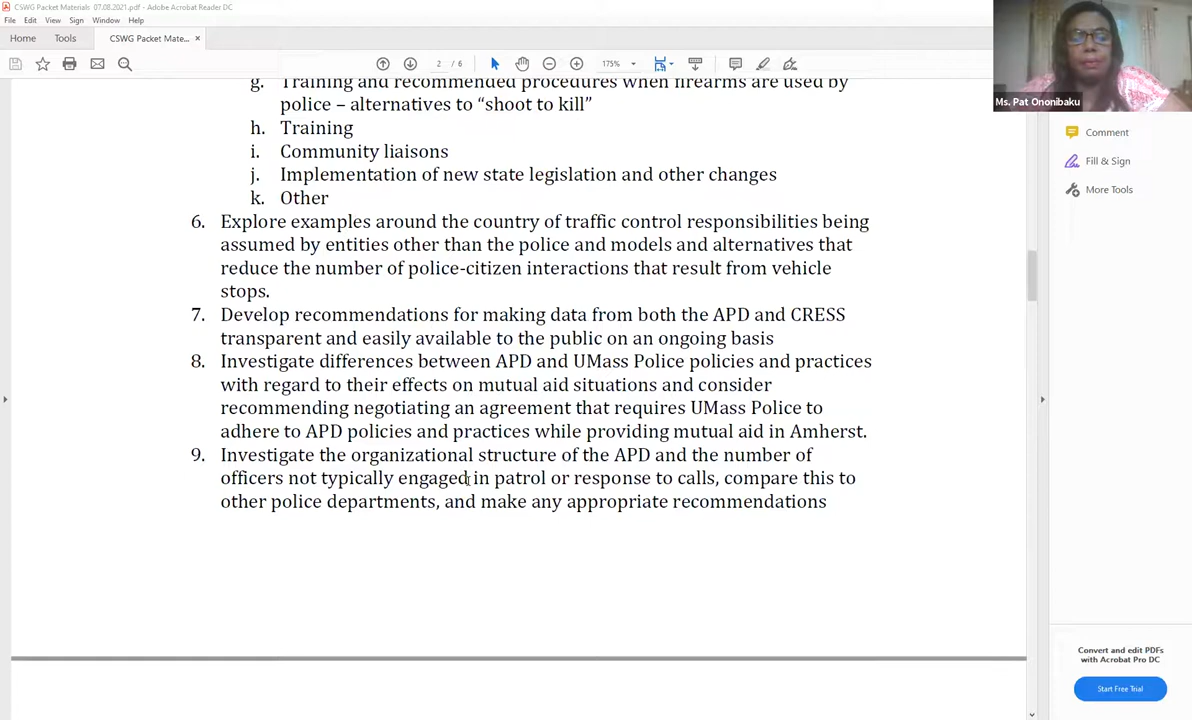 CSWG Packet Materials 07.08.2021.pdf - Adobe Acrobat Reader DC
File Edit View Sign Window Help
Home Tools CSWG Packet Mate... ×
2 / 6 175%
Ms. Pat Ononibaku
g. Training and recommended procedures when firearms are used by
police – alternatives to “shoot to kill”
h. Training
i. Community liaisons
j. Implementation of new state legislation and other changes
k. Other
6. Explore examples around the country of traffic control responsibilities being
assumed by entities other than the police and models and alternatives that
reduce the number of police-citizen interactions that result from vehicle
stops.
7. Develop recommendations for making data from both the APD and CRESS
transparent and easily available to the public on an ongoing basis
8. Investigate differences between APD and UMass Police policies and practices
with regard to their effects on mutual aid situations and consider
recommending negotiating an agreement that requires UMass Police to
adhere to APD policies and practices while providing mutual aid in Amherst.
9. Investigate the organizational structure of the APD and the number of
officers not typically engaged in patrol or response to calls, compare this to
other police departments, and make any appropriate recommendations
Comment
Fill & Sign
More Tools
Convert and edit PDFs
with Acrobat Pro DC
Start Free Trial